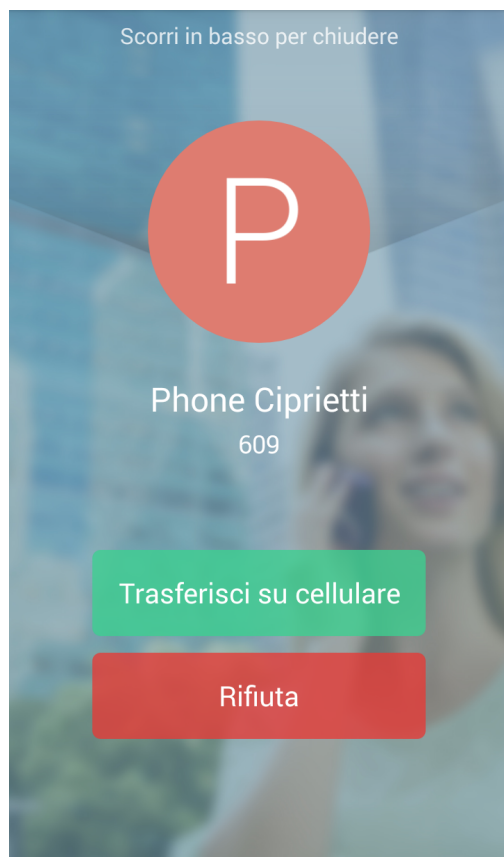 Scorri in basso per chiudere
P
Phone Ciprietti
609
Trasferisci su cellulare
Rifiuta